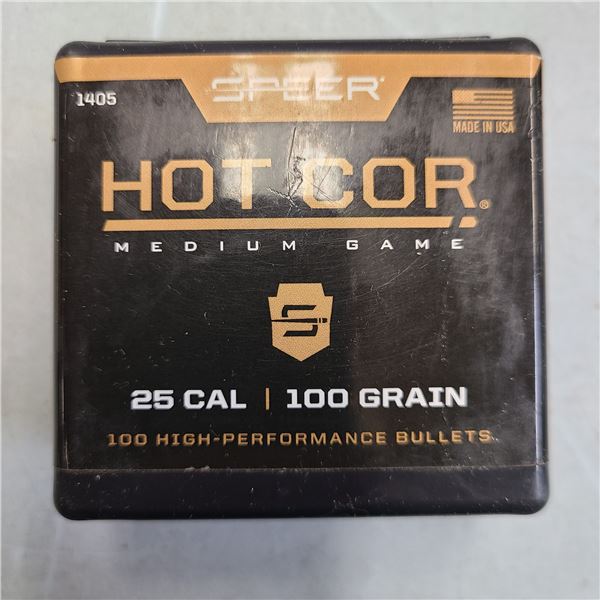 SPEER
1405
MADE IN USA
HOT COR®
MEDIUM GAME
S
25 CAL | 100 GRAIN
100 HIGH-PERFORMANCE BULLETS